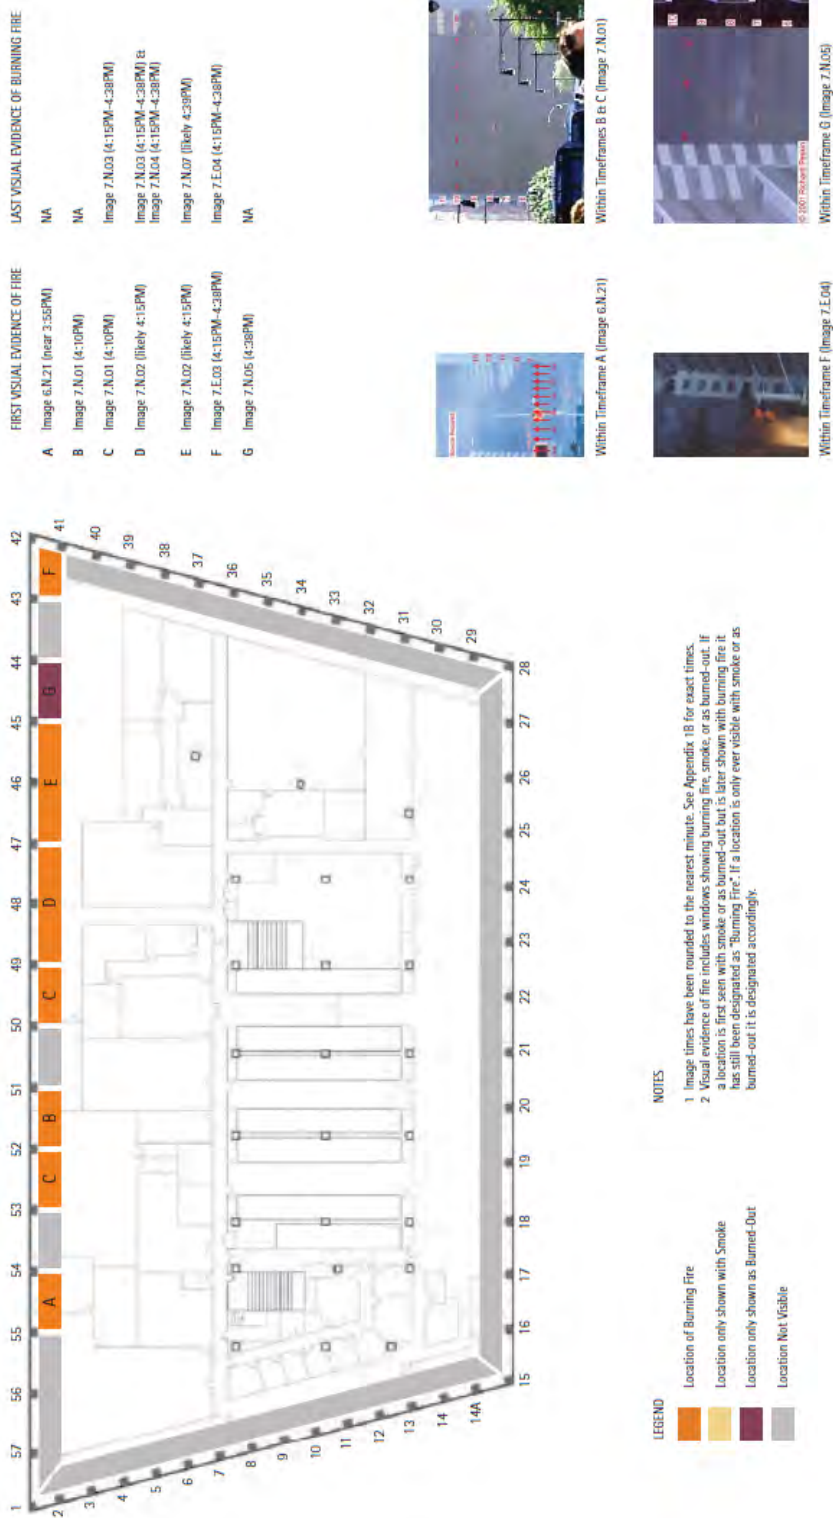 FIRST VISUAL EVIDENCE OF FIRE
LAST VISUAL EVIDENCE OF BURNING FIRE
A Image 6.N.21 (near 3:55PM) NA
B Image 7.N.01 (4:10PM) NA
C Image 7.N.01 (4:10PM) Image 7.N.03 (4:15PM-4:38PM)
D Image 7.N.02 (likely 4:15PM) Image 7.N.03 (4:15PM-4:38PM) &
Image 7.N.04 (4:15PM-4:38PM)
E Image 7.N.02 (likely 4:15PM) Image 7.N.07 (likely 4:39PM)
F Image 7.E.03 (4:15PM-4:38PM) Image 7.E.04 (4:15PM-4:38PM)
G Image 7.N.05 (4:38PM) NA
Within Timeframe A (Image 6.N.21)
Within Timeframes B & C (Image 7.N.01)
Within Timeframe F (Image 7.E.04)
Within Timeframe G (Image 7.N.06)
1 57 56 55 54 53 52 51 50 49 48 47 46 45 44 43 42
A C B C D E G F
2 3 4 5 6 7 8 9 10 11 12 13 14 14A
41 40 39 38 37 36 35 34 33 32 31 30 29
15 16 17 18 19 20 21 22 23 24 25 26 27 28
LEGEND
Location of Burning Fire
Location only shown with Smoke
Location only shown as Burned-Out
Location Not Visible
NOTES
1 Image times have been rounded to the nearest minute. See Appendix 1B for exact times.
2 Visual evidence of fire includes windows showing burning fire, smoke, or as burned-out. If
a location is first seen with smoke or as burned-out but is later shown with burning fire it
has still been designated as "Burning Fire". If a location is only ever visible with smoke or as
burned-out it is designated accordingly.